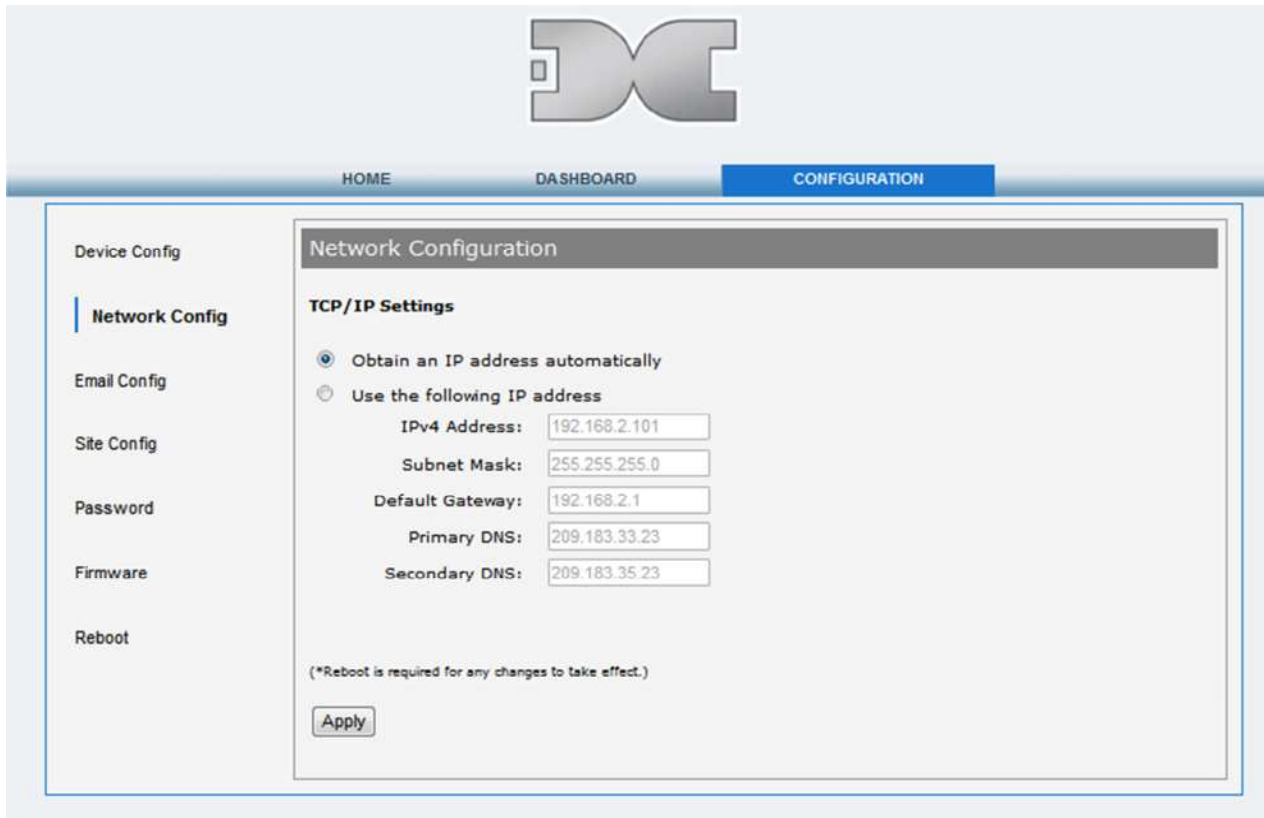 HOME DASHBOARD CONFIGURATION
Device Config
Network Config
Email Config
Site Config
Password
Firmware
Reboot
Network Configuration
TCP/IP Settings
Obtain an IP address automatically
Use the following IP address
IPv4 Address: 192.168.2.101
Subnet Mask: 255.255.255.0
Default Gateway: 192.168.2.1
Primary DNS: 209.183.33.23
Secondary DNS: 209.183.35.23
(*Reboot is required for any changes to take effect.)
Apply